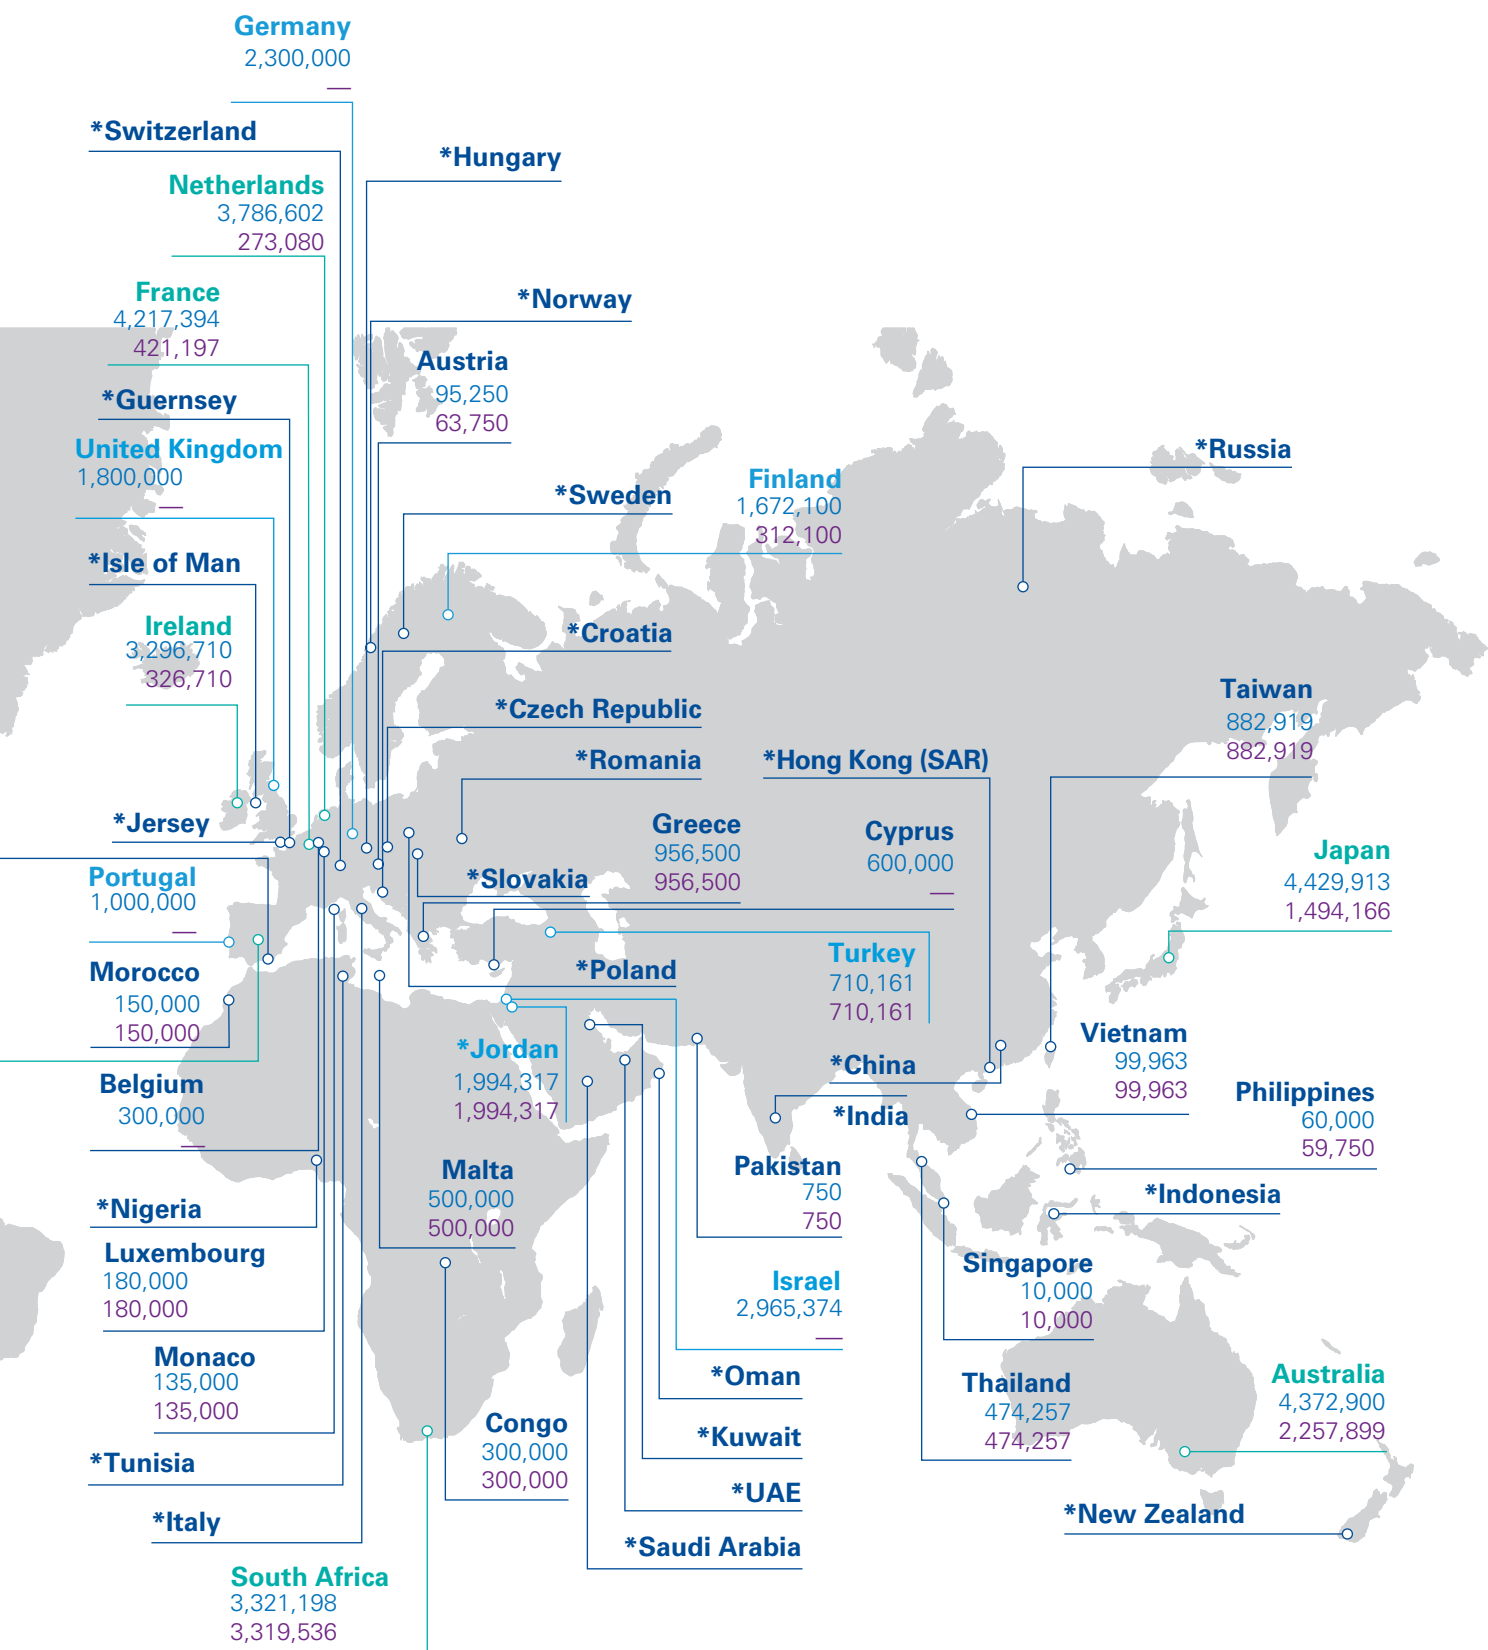 Germany
2,300,000
—
*Switzerland
*Hungary
Netherlands
3,786,602
273,080
France
4,217,394
421,197
*Norway
Austria
95,250
63,750
*Guernsey
United Kingdom
1,800,000
—
*Russia
Finland
1,672,100
312,100
*Sweden
*Isle of Man
Ireland
3,296,710
326,710
*Croatia
*Czech Republic
Taiwan
882,919
882,919
*Romania
*Hong Kong (SAR)
*Jersey
Greece
956,500
956,500
Cyprus
600,000
—
Japan
4,429,913
1,494,166
Portugal
1,000,000
—
*Slovakia
Turkey
710,161
710,161
*Poland
Morocco
150,000
150,000
*Jordan
1,994,317
1,994,317
Vietnam
99,963
99,963
*China
Belgium
300,000
—
*India
Philippines
60,000
59,750
Malta
500,000
500,000
Pakistan
750
750
*Indonesia
*Nigeria
Luxembourg
180,000
180,000
Israel
2,965,374
—
Singapore
10,000
10,000
Monaco
135,000
135,000
*Oman
Thailand
474,257
474,257
Australia
4,372,900
2,257,899
Congo
300,000
300,000
*Kuwait
*Tunisia
*UAE
*Italy
*New Zealand
*Saudi Arabia
South Africa
3,321,198
3,319,536